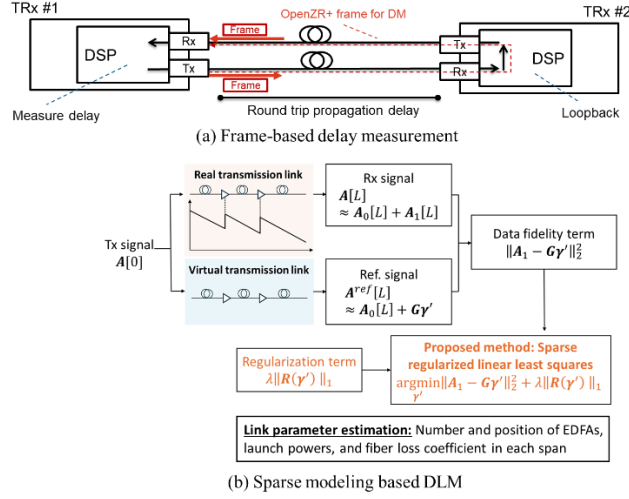 TRx #1
OpenZR+ frame for DM
TRx #2
Rx
Frame
Tx
DSP
DSP
Tx
Frame
Rx
Measure delay
Round trip propagation delay
Loopback
(a) Frame-based delay measurement
Real transmission link
Rx signal
A[L]
≈ A₀[L] + A₁[L]
Tx signal
A[0]
Data fidelity term
‖A₁ − Gγ′‖₂²
Virtual transmission link
Ref. signal
A^ref[L]
≈ A₀[L] + Gγ′
Regularization term
λ‖R(γ′)‖₁
Proposed method: Sparse
regularized linear least squares
argmin‖A₁ − Gγ′‖₂² + λ‖R(γ′)‖₁
γ′
Link parameter estimation: Number and position of EDFAs,
launch powers, and fiber loss coefficient in each span
(b) Sparse modeling based DLM